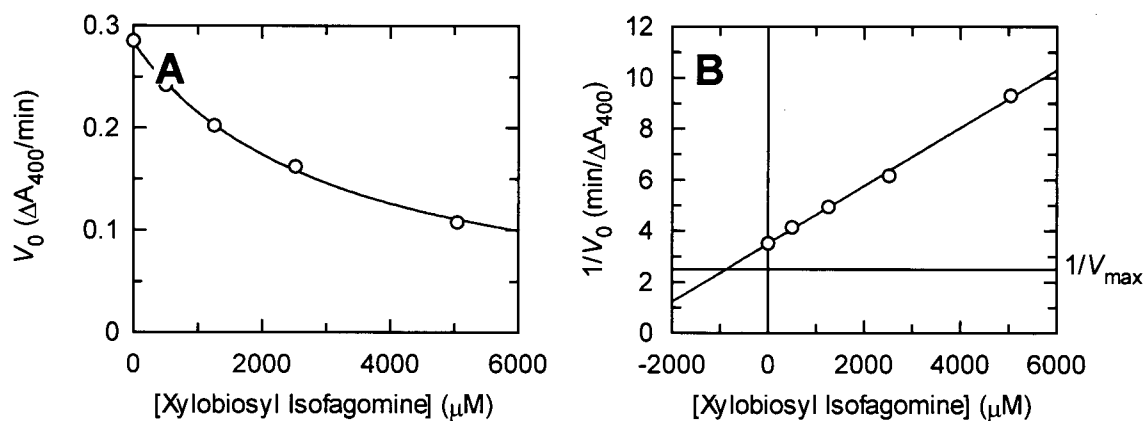 A
0.3
0.2
0.1
0
V₀ (ΔA₄₀₀/min)
0 2000 4000 6000
[Xylobiosyl Isofagomine] (μM)
B
12
10
8
6
4
2
0
1/V₀ (min/ΔA₄₀₀)
1/Vmax
-2000 0 2000 4000 6000
[Xylobiosyl Isofagomine] (μM)